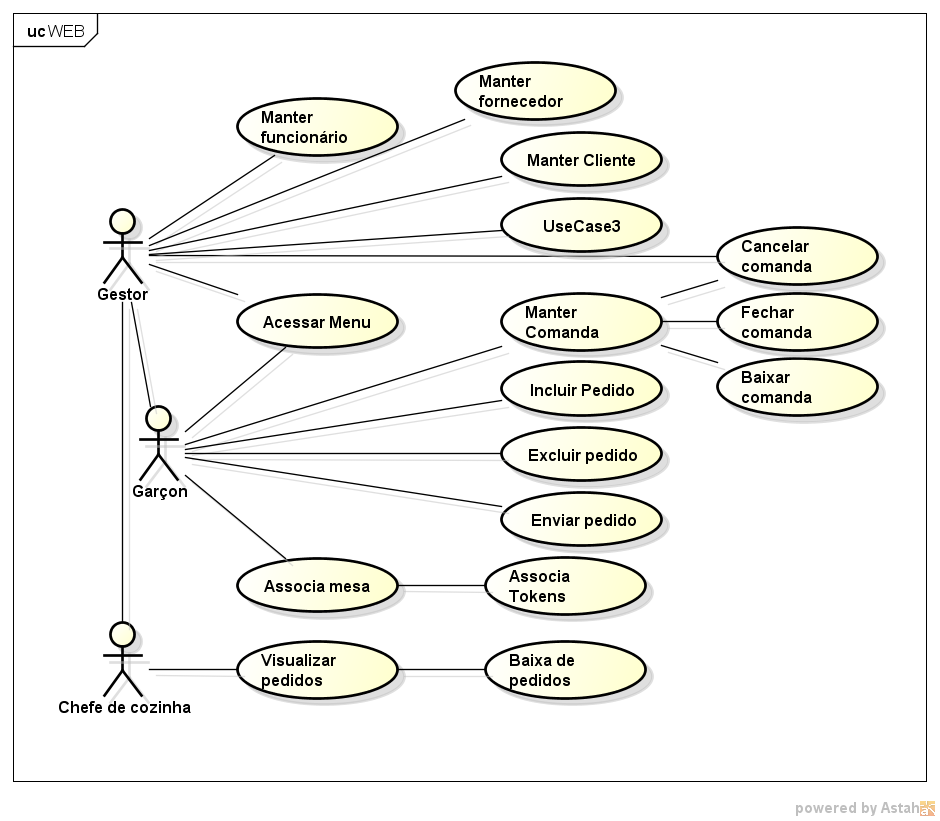 uc WEB
Manter
fornecedor
Manter
funcionário
Manter Cliente
UseCase3
Cancelar
comanda
Gestor
Acessar Menu
Manter
Comanda
Fechar
comanda
Baixar
comanda
Incluir Pedido
Garçon
Excluir pedido
Enviar pedido
Associa mesa
Associa
Tokens
Visualizar
pedidos
Baixa de
pedidos
Chefe de cozinha
powered by Astah